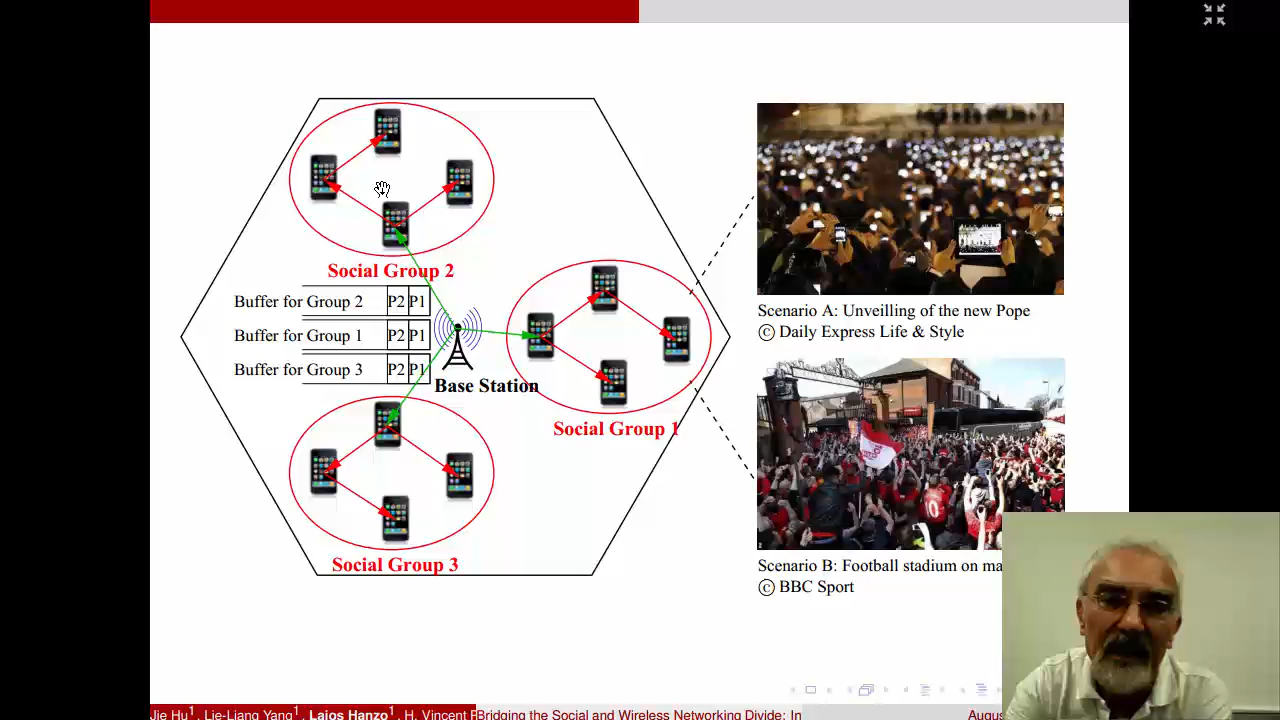 Social Group 2
Buffer for Group 2 P2 P1
Buffer for Group 1 P2 P1
Buffer for Group 3 P2 P1
Base Station
Social Group 1
Social Group 3
Scenario A: Unveilling of the new Pope
© Daily Express Life & Style
10
Scenario B: Football stadium on ma
© BBC Sport
Jie Hu1, Lie-Liang Yang1, Lajos Hanzo1, H. Vincent P
Bridging the Social and Wireless Networking Divide: In
Augus